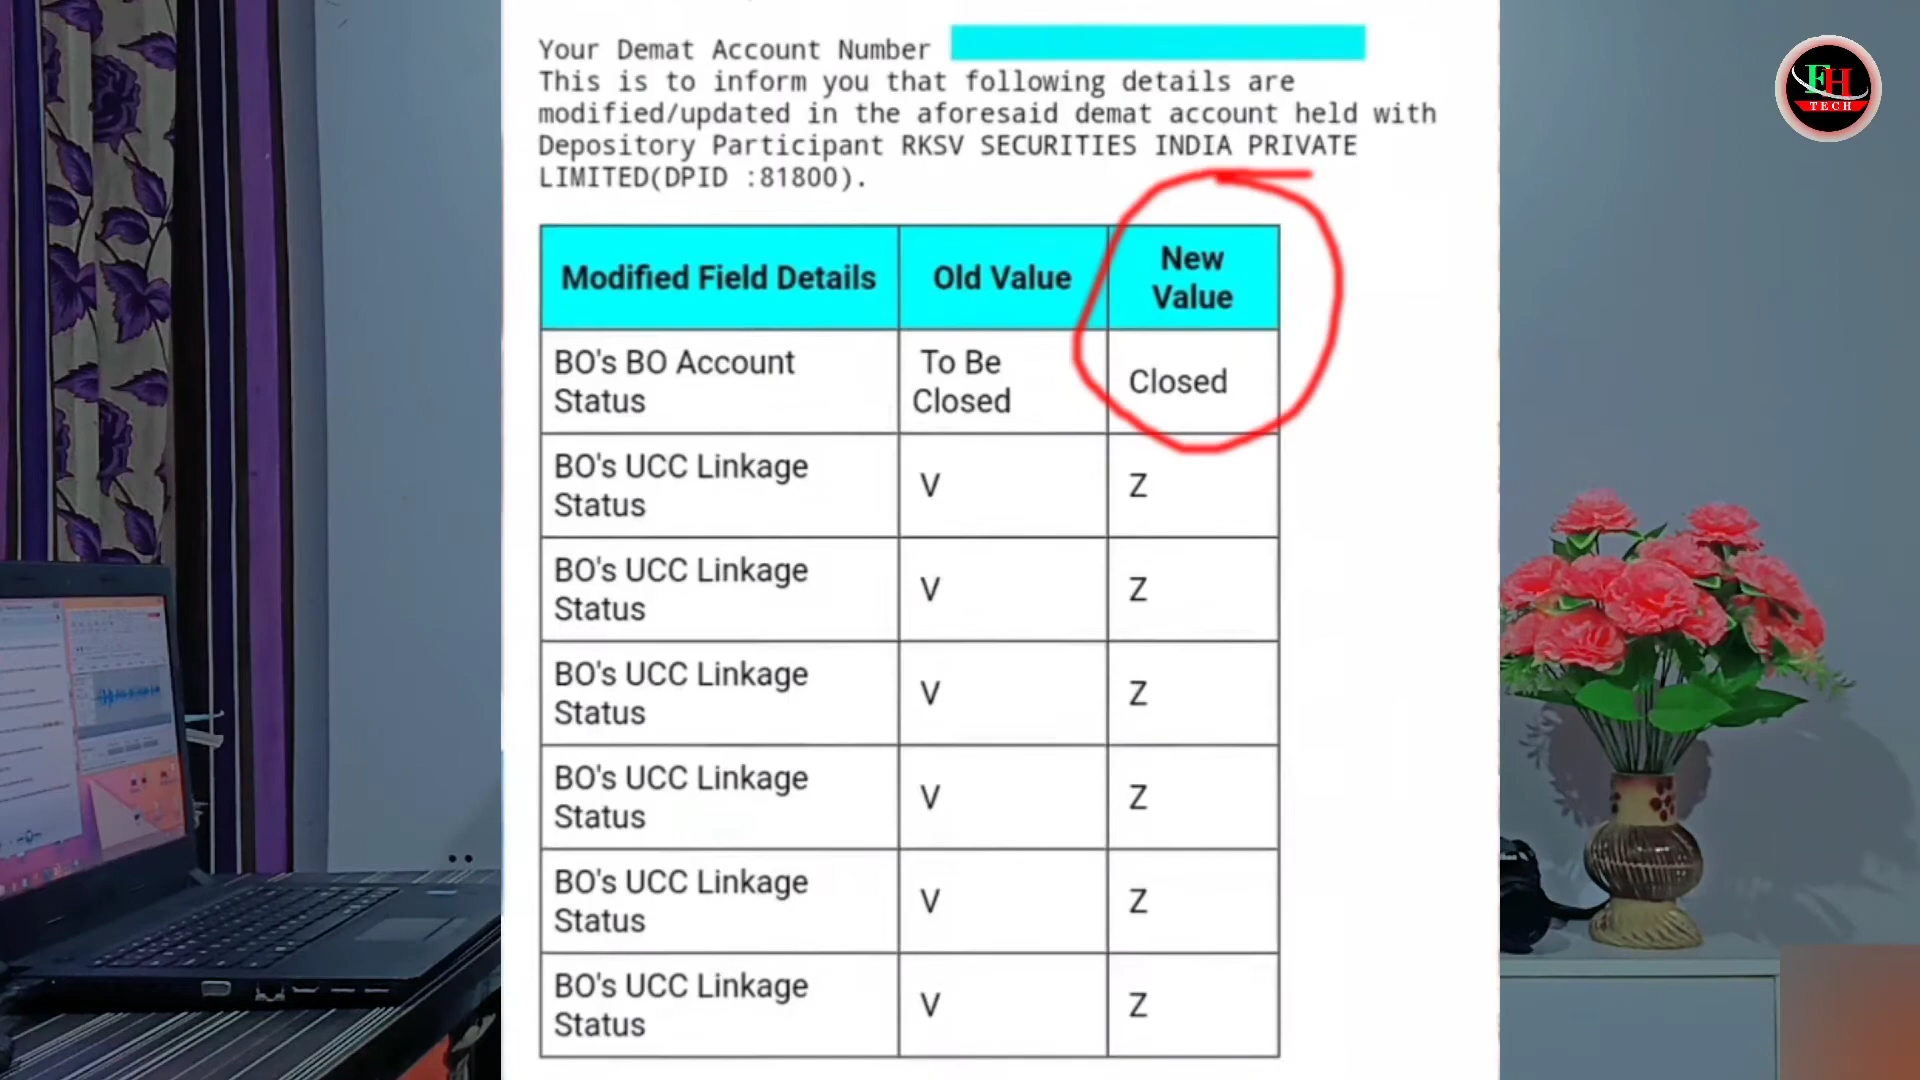 Your Demat Account Number
This is to inform you that following details are
modified/updated in the aforesaid demat account held with
Depository Participant RKSV SECURITIES INDIA PRIVATE
LIMITED(DPID :81800).
Modified Field Details Old Value New Value
BO's BO Account Status To Be Closed Closed
BO's UCC Linkage Status V Z
BO's UCC Linkage Status V Z
BO's UCC Linkage Status V Z
BO's UCC Linkage Status V Z
BO's UCC Linkage Status V Z
BO's UCC Linkage Status V Z
FH
TECH